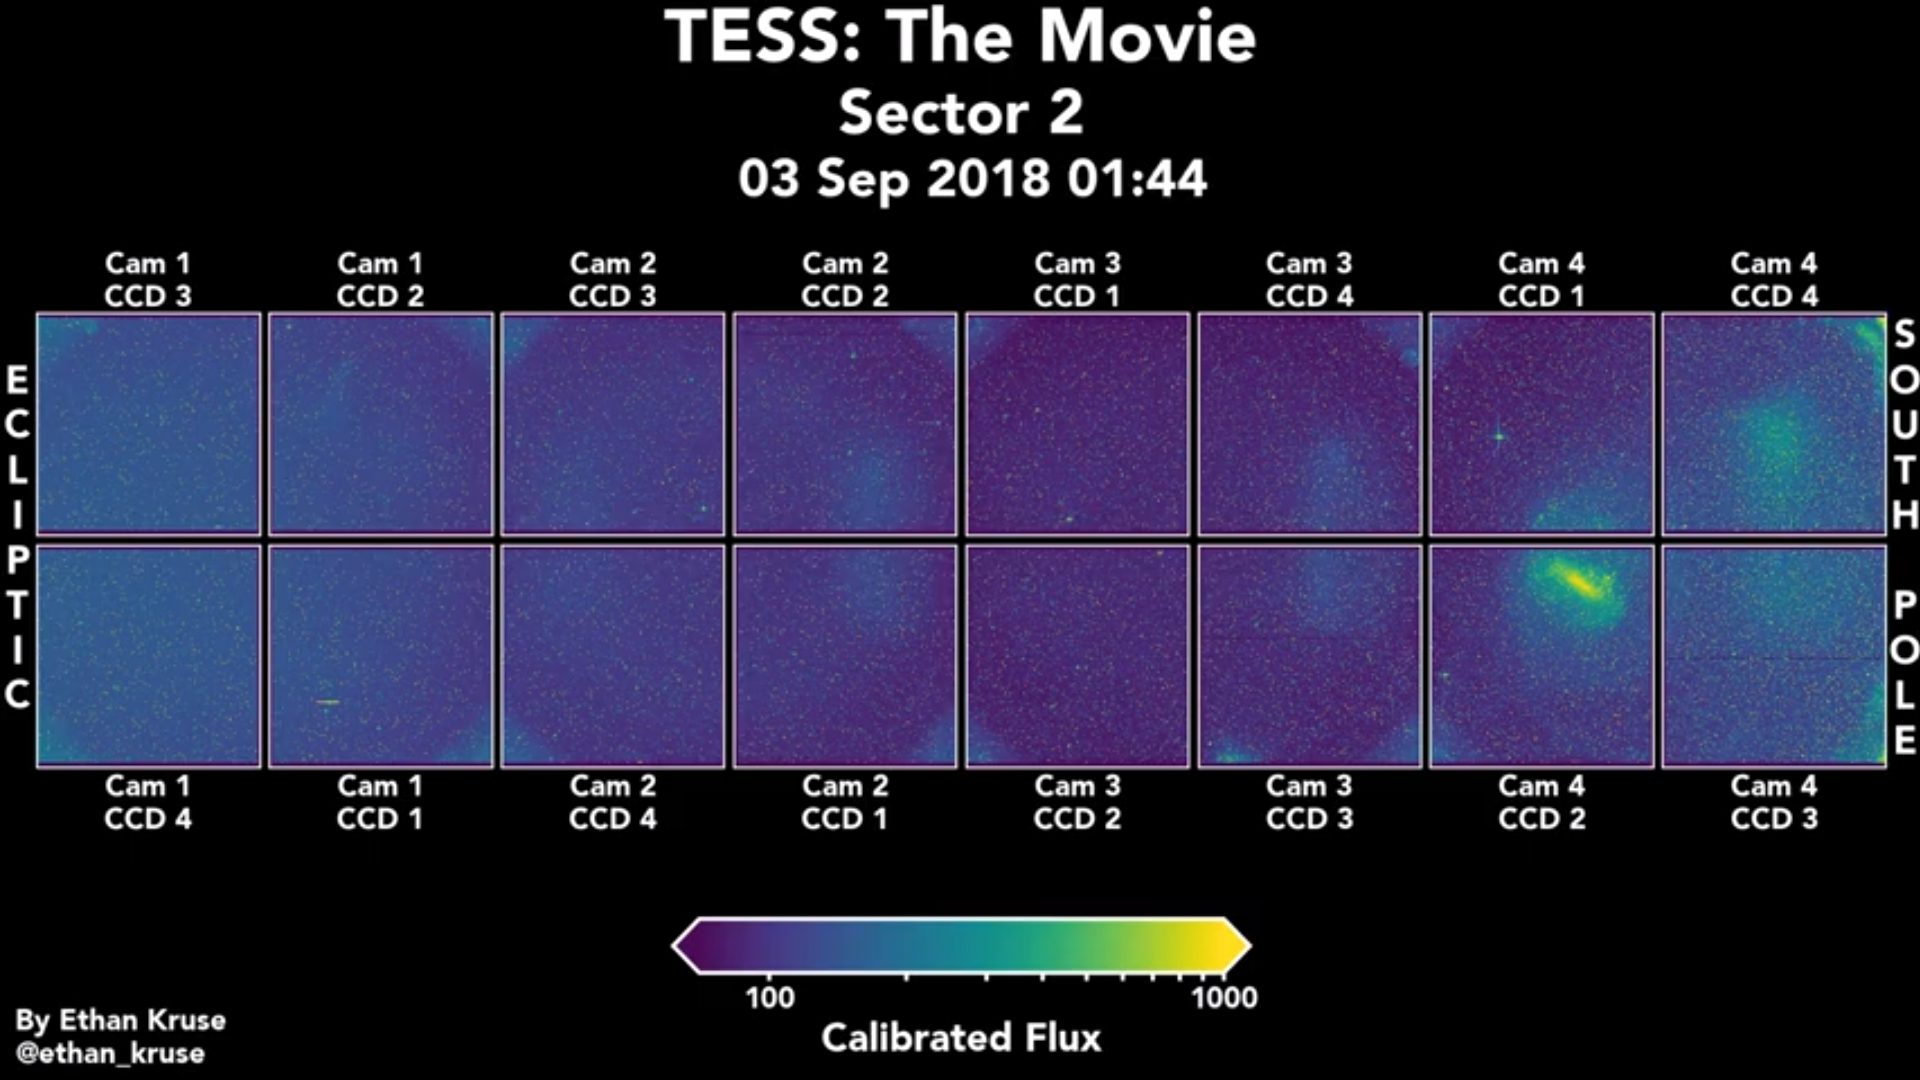 TESS: The Movie
Sector 2
03 Sep 2018 01:44
Cam 1 Cam 1 Cam 2 Cam 2 Cam 3 Cam 3 Cam 4 Cam 4
CCD 3 CCD 2 CCD 3 CCD 2 CCD 1 CCD 4 CCD 1 CCD 4
ECLIPTIC
SOUTH POLE
Cam 1 Cam 1 Cam 2 Cam 2 Cam 3 Cam 3 Cam 4 Cam 4
CCD 4 CCD 1 CCD 4 CCD 1 CCD 2 CCD 3 CCD 2 CCD 3
100 1000
Calibrated Flux
By Ethan Kruse
@ethan_kruse